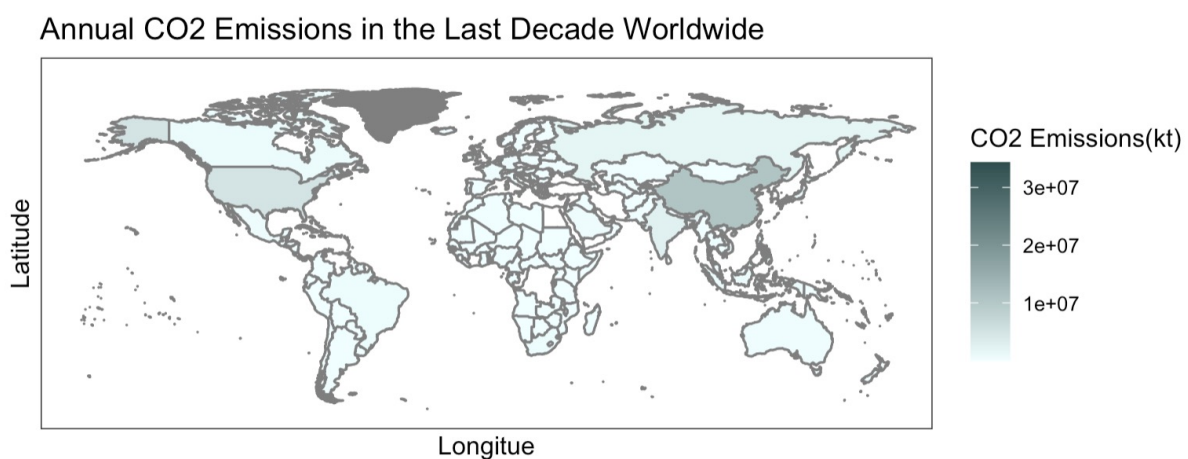 Annual CO2 Emissions in the Last Decade Worldwide
CO2 Emissions(kt)
3e+07
2e+07
1e+07
Latitude
Longitue